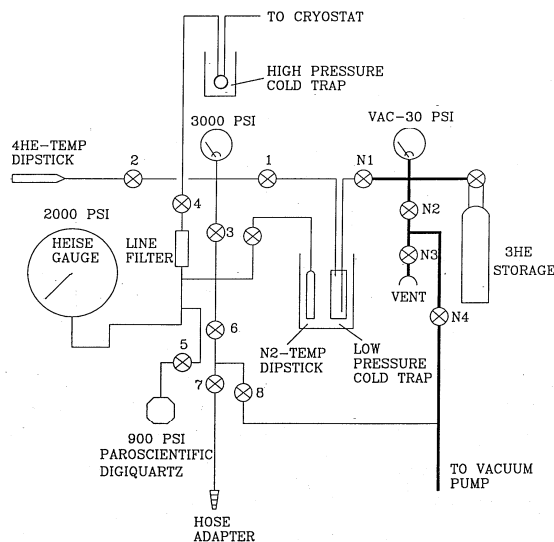 TO CRYOSTAT
HIGH PRESSURE
COLD TRAP
3000 PSI
VAC-30 PSI
4HE-TEMP
DIPSTICK
2
1
N1
4
2000 PSI
N2
3
HEISE
GAUGE
LINE
FILTER
N3
3HE
STORAGE
VENT
N4
6
N2-TEMP
DIPSTICK
LOW
PRESSURE
COLD TRAP
5
7
8
900 PSI
PAROSCIENTIFIC
DIGIQUARTZ
TO VACUUM
PUMP
HOSE
ADAPTER